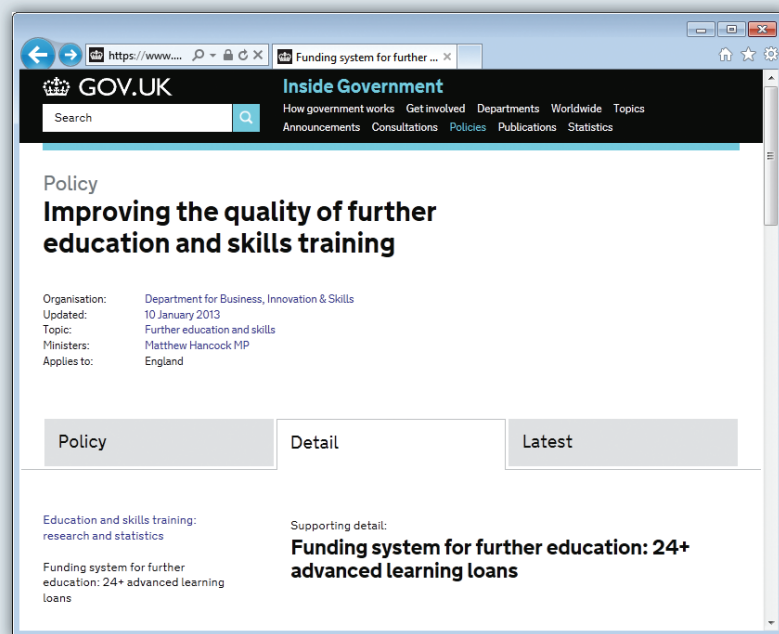 https://www....
Funding system for further ...
GOV.UK
Search
Inside Government
How government works Get involved Departments Worldwide Topics
Announcements Consultations Policies Publications Statistics
Policy
Improving the quality of further
education and skills training
Organisation: Department for Business, Innovation & Skills
Updated: 10 January 2013
Topic: Further education and skills
Ministers: Matthew Hancock MP
Applies to: England
Policy Detail Latest
Education and skills training:
research and statistics
Funding system for further
education: 24+ advanced learning
loans
Supporting detail:
Funding system for further education: 24+
advanced learning loans